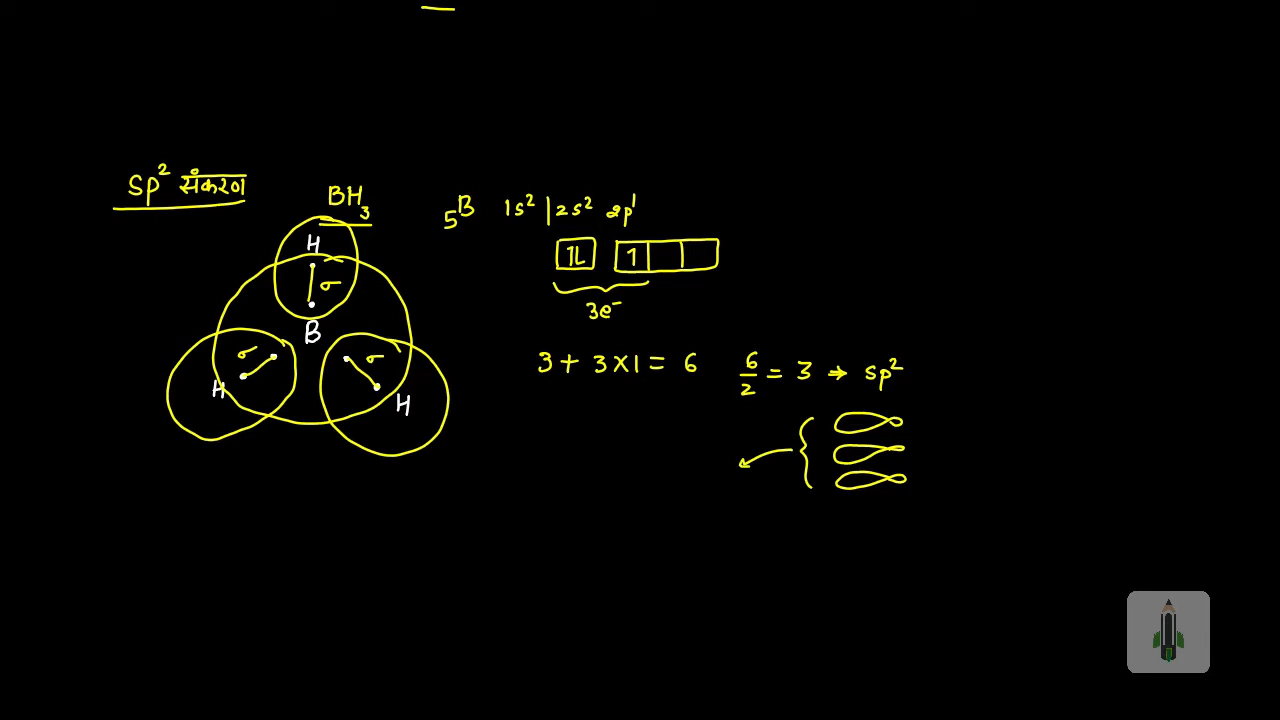 sp² संकरण
BH₃
₅B 1s² | 2s² 2p¹
1L 1
3e⁻
H
σ
B
σ
H
σ
H
3 + 3×1 = 6 6/2 = 3 → sp²